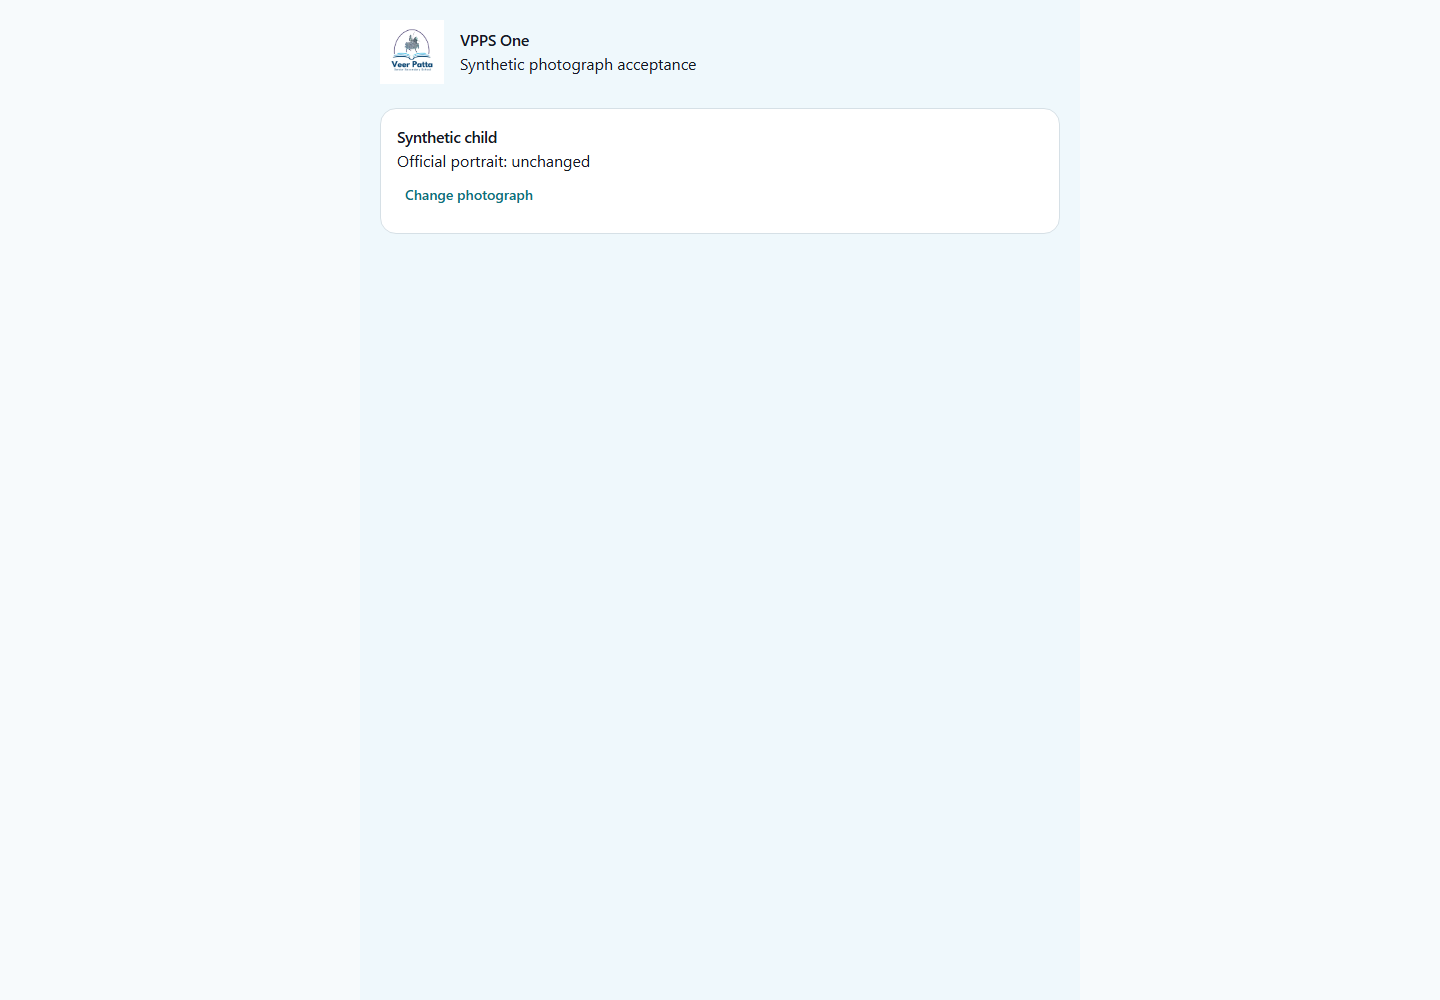 Veer Patta
VPPS One
Synthetic photograph acceptance
Synthetic child
Official portrait: unchanged
Change photograph